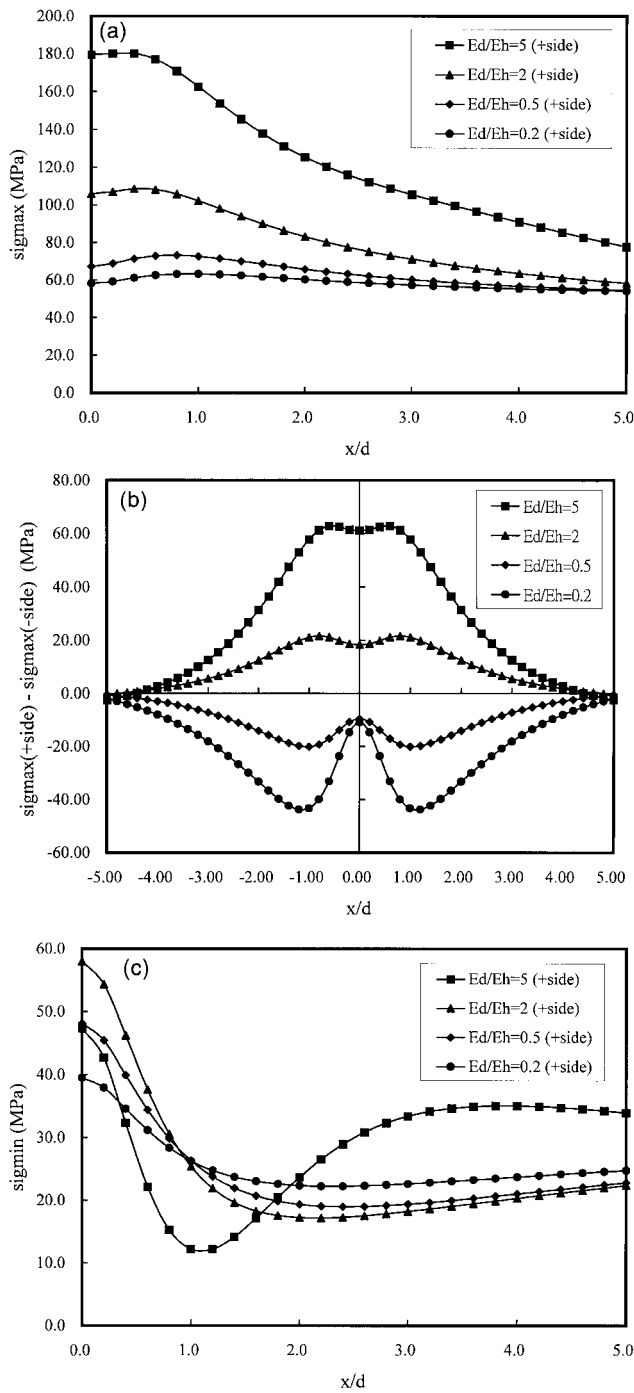 (a)
200.0
180.0
160.0
140.0
120.0
100.0
80.0
60.0
40.0
20.0
0.0
sigmax (MPa)
Ed/Eh=5 (+side)
Ed/Eh=2 (+side)
Ed/Eh=0.5 (+side)
Ed/Eh=0.2 (+side)
0.0 1.0 2.0 3.0 4.0 5.0
x/d
(b)
80.00
60.00
40.00
20.00
0.00
-20.00
-40.00
-60.00
sigmax(+side) - sigmax(-side) (MPa)
Ed/Eh=5
Ed/Eh=2
Ed/Eh=0.5
Ed/Eh=0.2
-5.00 -4.00 -3.00 -2.00 -1.00 0.00 1.00 2.00 3.00 4.00 5.00
x/d
(c)
60.0
50.0
40.0
30.0
20.0
10.0
0.0
sigmin (MPa)
Ed/Eh=5 (+side)
Ed/Eh=2 (+side)
Ed/Eh=0.5 (+side)
Ed/Eh=0.2 (+side)
0.0 1.0 2.0 3.0 4.0 5.0
x/d